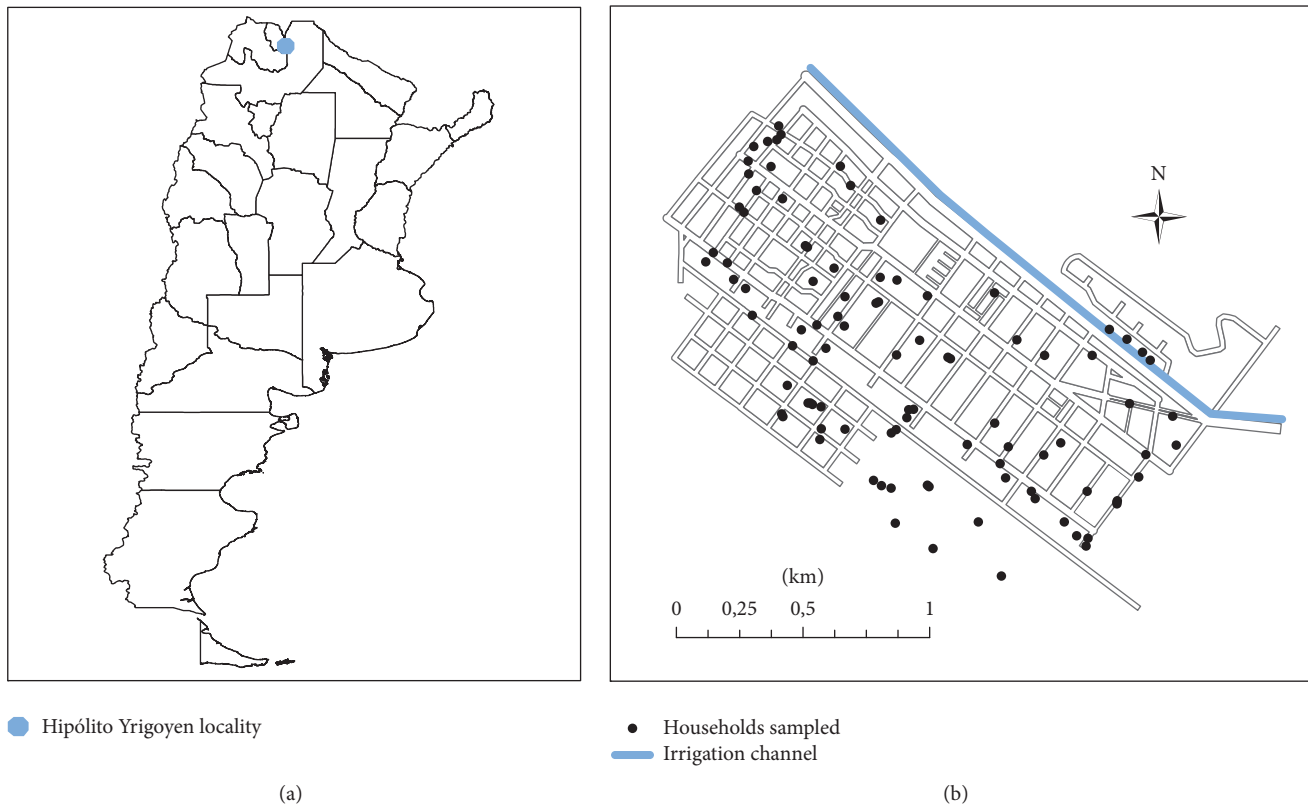 N
(km)
0 0,25 0,5 1
Hipólito Yrigoyen locality
Households sampled
Irrigation channel
(a)
(b)